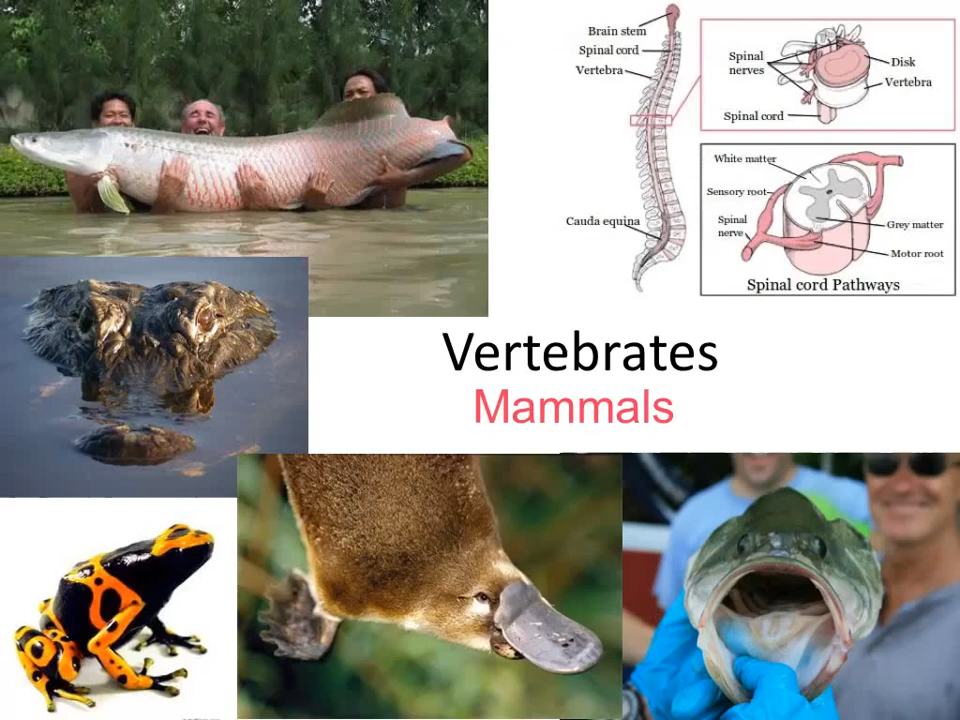 Brain stem
Spinal cord
Vertebra
Cauda equina
Spinal
nerves
Disk
Vertebra
Spinal cord
White matter
Sensory root
Spinal
nerve
Grey matter
Motor root
Spinal cord Pathways
Vertebrates
Mammals